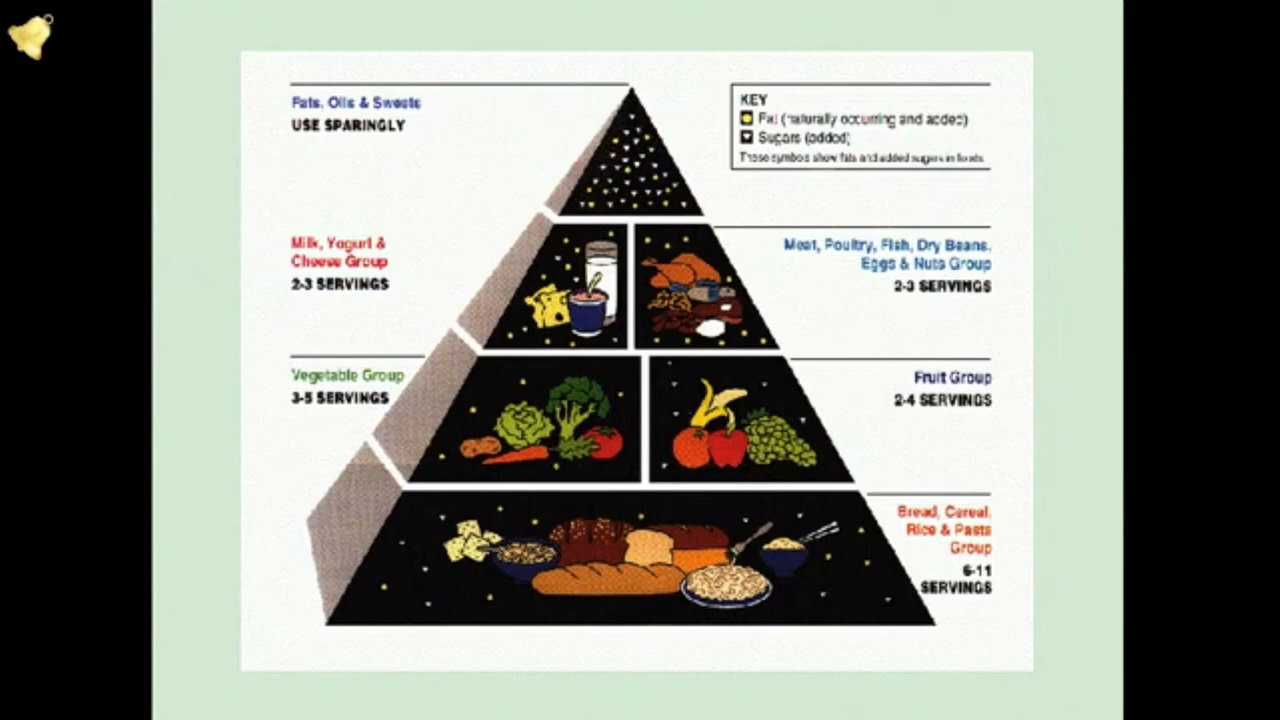 Fats, Oils & Sweets
USE SPARINGLY
KEY
Fat (naturally occurring and added)
Sugars (added)
These symbols show fats and added sugars in foods.
Milk, Yogurt &
Cheese Group
2-3 SERVINGS
Meat, Poultry, Fish, Dry Beans,
Eggs & Nuts Group
2-3 SERVINGS
Vegetable Group
3-5 SERVINGS
Fruit Group
2-4 SERVINGS
Bread, Cereal,
Rice & Pasta
Group
6-11
SERVINGS